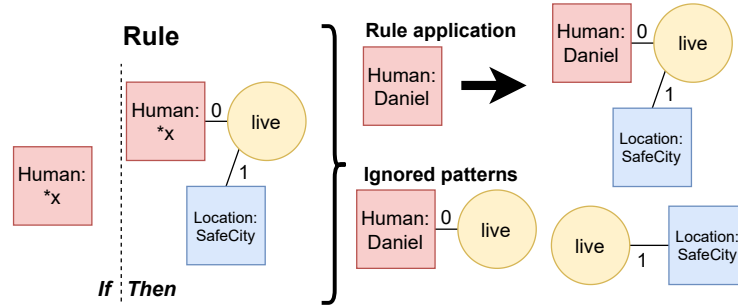 Rule
Human:
*x
Human:
*x
0
live
1
Location:
SafeCity
If
Then
Rule application
Human:
Daniel
Human:
Daniel
0
live
1
Location:
SafeCity
Ignored patterns
Human:
Daniel
0
live
live
1
Location:
SafeCity